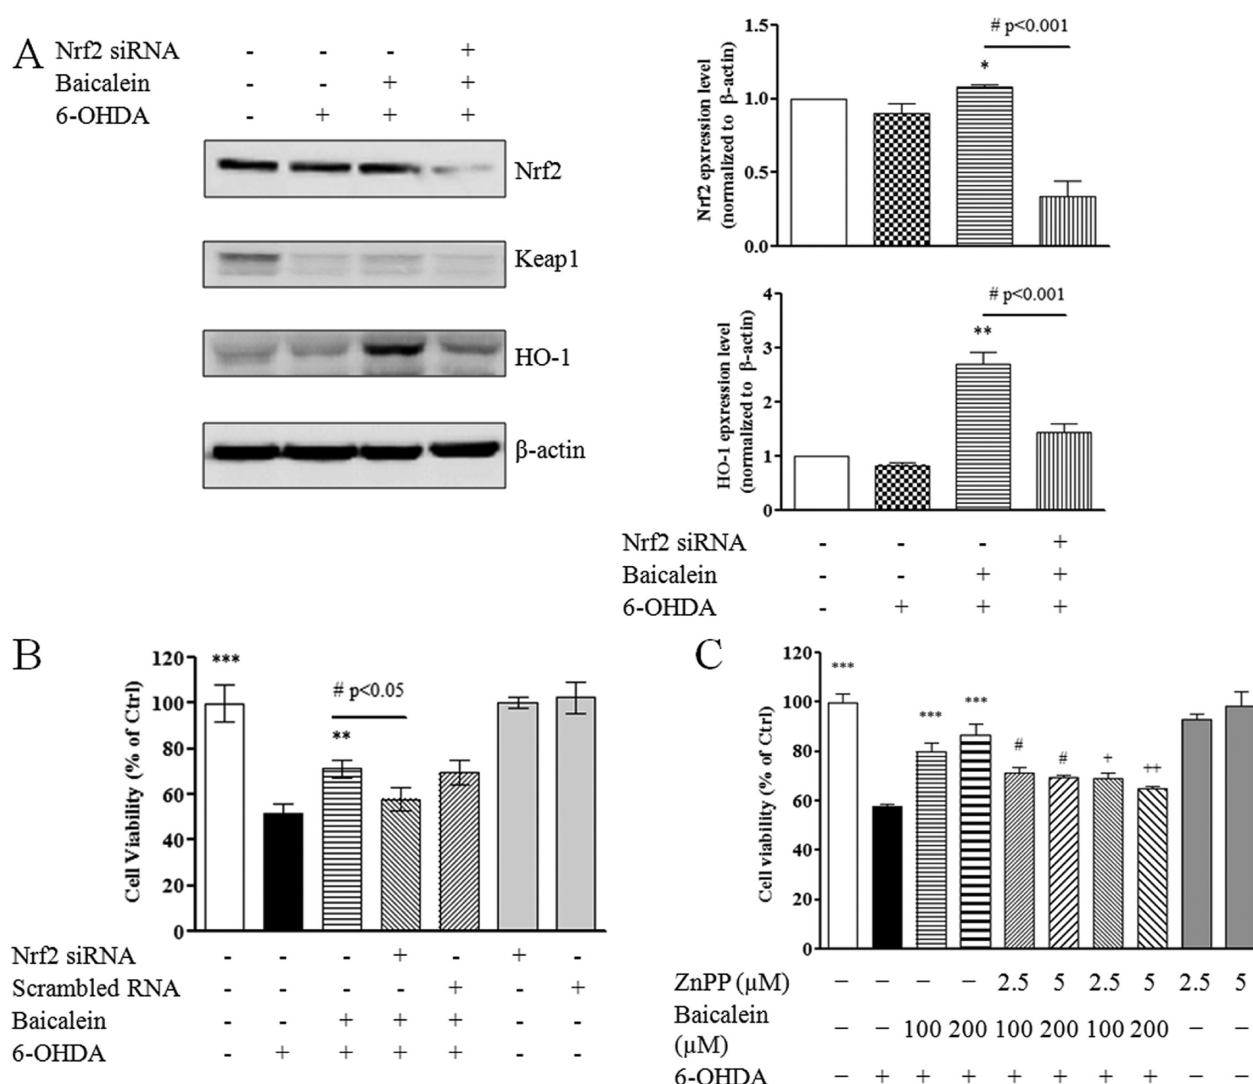 A
Nrf2 siRNA - - - +
Baicalein - - + +
6-OHDA - + + +
Nrf2
Keap1
HO-1
β-actin
Nrf2 epxression level
(normalized to β-actin)
1.5
1.0
0.5
0.0
# p<0.001
*
HO-1 epxression level
(normalized to β-actin)
4
3
2
1
0
# p<0.001
**
Nrf2 siRNA - - - +
Baicalein - - + +
6-OHDA - + + +
B
Cell Viability (% of Ctrl)
120
100
80
60
40
20
0
***
# p<0.05
**
Nrf2 siRNA - - - + - + -
Scrambled RNA - - - - + - +
Baicalein - - + + + - -
6-OHDA - + + + + - -
C
Cell viability (% of Ctrl)
120
100
80
60
40
20
0
*** *** *** # # + ++
ZnPP (µM) – – – – 2.5 5 2.5 5 2.5 5
Baicalein
(µM) – – 100 200 100 200 100 200 – –
6-OHDA – + + + + + + + – –